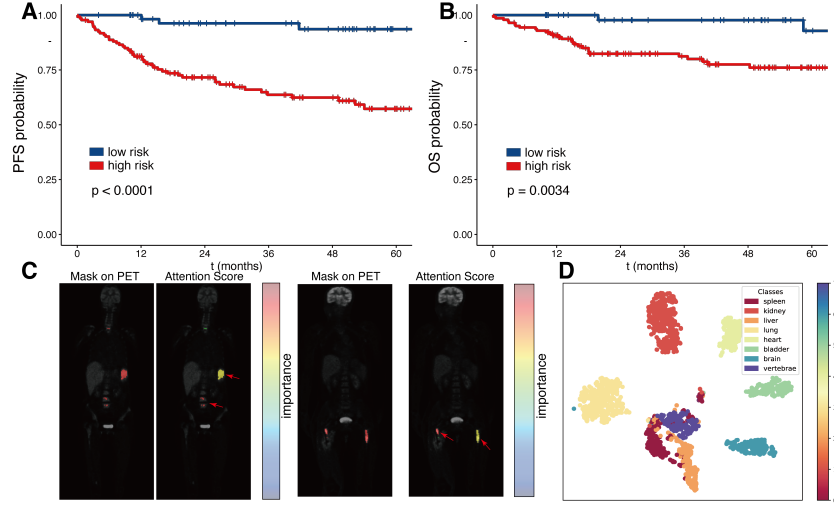 A
1.00
-
0.75
0.50
0.25
0.00
PFS probability
low risk
high risk
p < 0.0001
0 12 24 36 48 60
t (months)
B
1.00
-
0.75
0.50
0.25
0.00
OS probability
low risk
high risk
p = 0.0034
0 12 24 36 48 60
t (months)
C
Mask on PET
Attention Score
importance
Mask on PET
Attention Score
importance
D
Classes
spleen
kidney
liver
lung
heart
bladder
brain
vertebrae